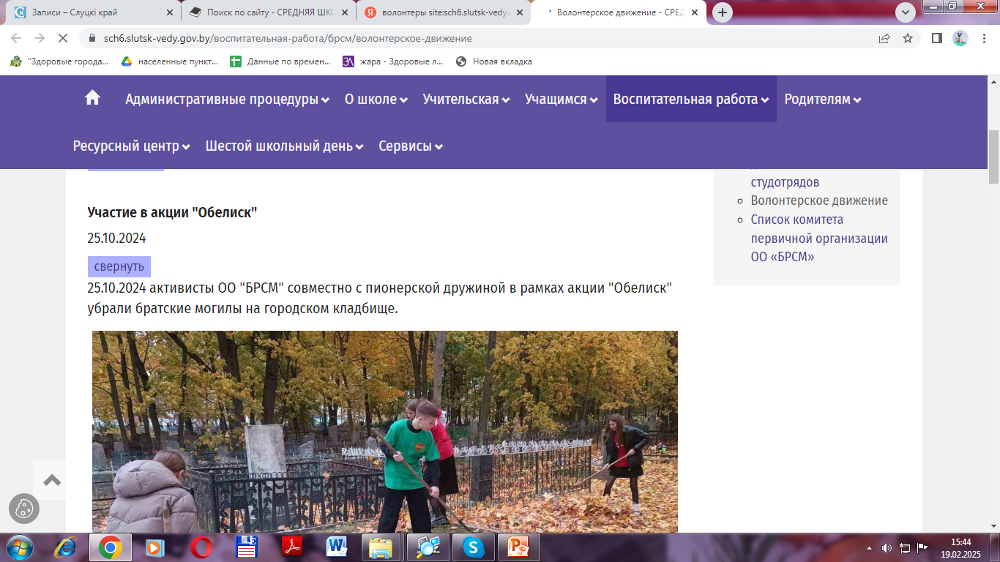 Записи – Слуцкі край
Поиск по сайту - СРЕДНЯЯ ШКО
волонтеры site:sch6.slutsk-vedy.
Волонтерское движение - СРЕД
sch6.slutsk-vedy.gov.by/воспитательная-работа/брсм/волонтерское-движение
"Здоровые города...
населенные пункт...
Данные по времен...
жара - Здоровые л...
Новая вкладка
Административные процедуры
О школе
Учительская
Учащимся
Воспитательная работа
Родителям
Ресурсный центр
Шестой школьный день
Сервисы
студотрядов
Волонтерское движение
Список комитета
первичной организации
ОО «БРСМ»
Участие в акции "Обелиск"
25.10.2024
свернуть
25.10.2024 активисты ОО "БРСМ" совместно с пионерской дружиной в рамках акции "Обелиск"
убрали братские могилы на городском кладбище.
15:44
19.02.2025